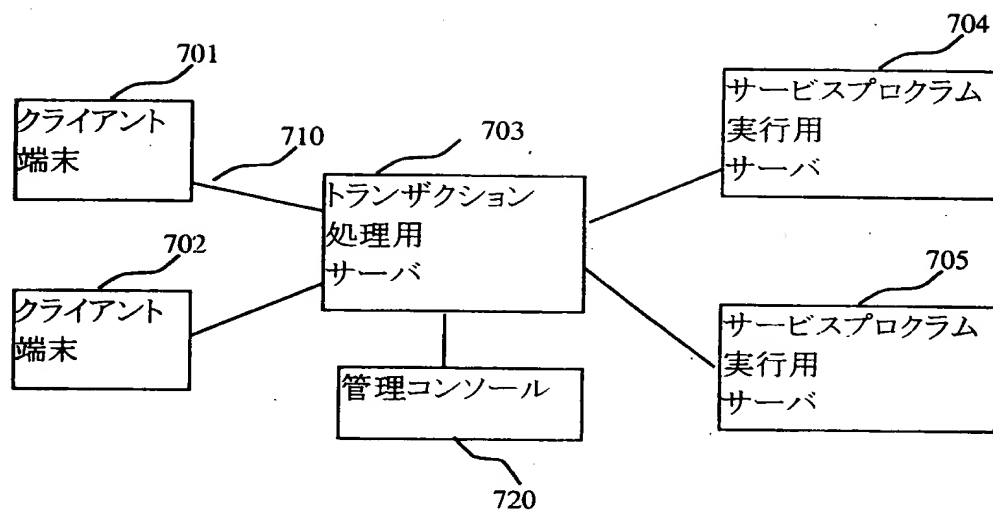 701
クライアント
端末
710
702
クライアント
端末
703
トランザクション
処理用
サーバ
管理コンソール
720
704
サービスプロクラム
実行用
サーバ
705
サービスプロクラム
実行用
サーバ